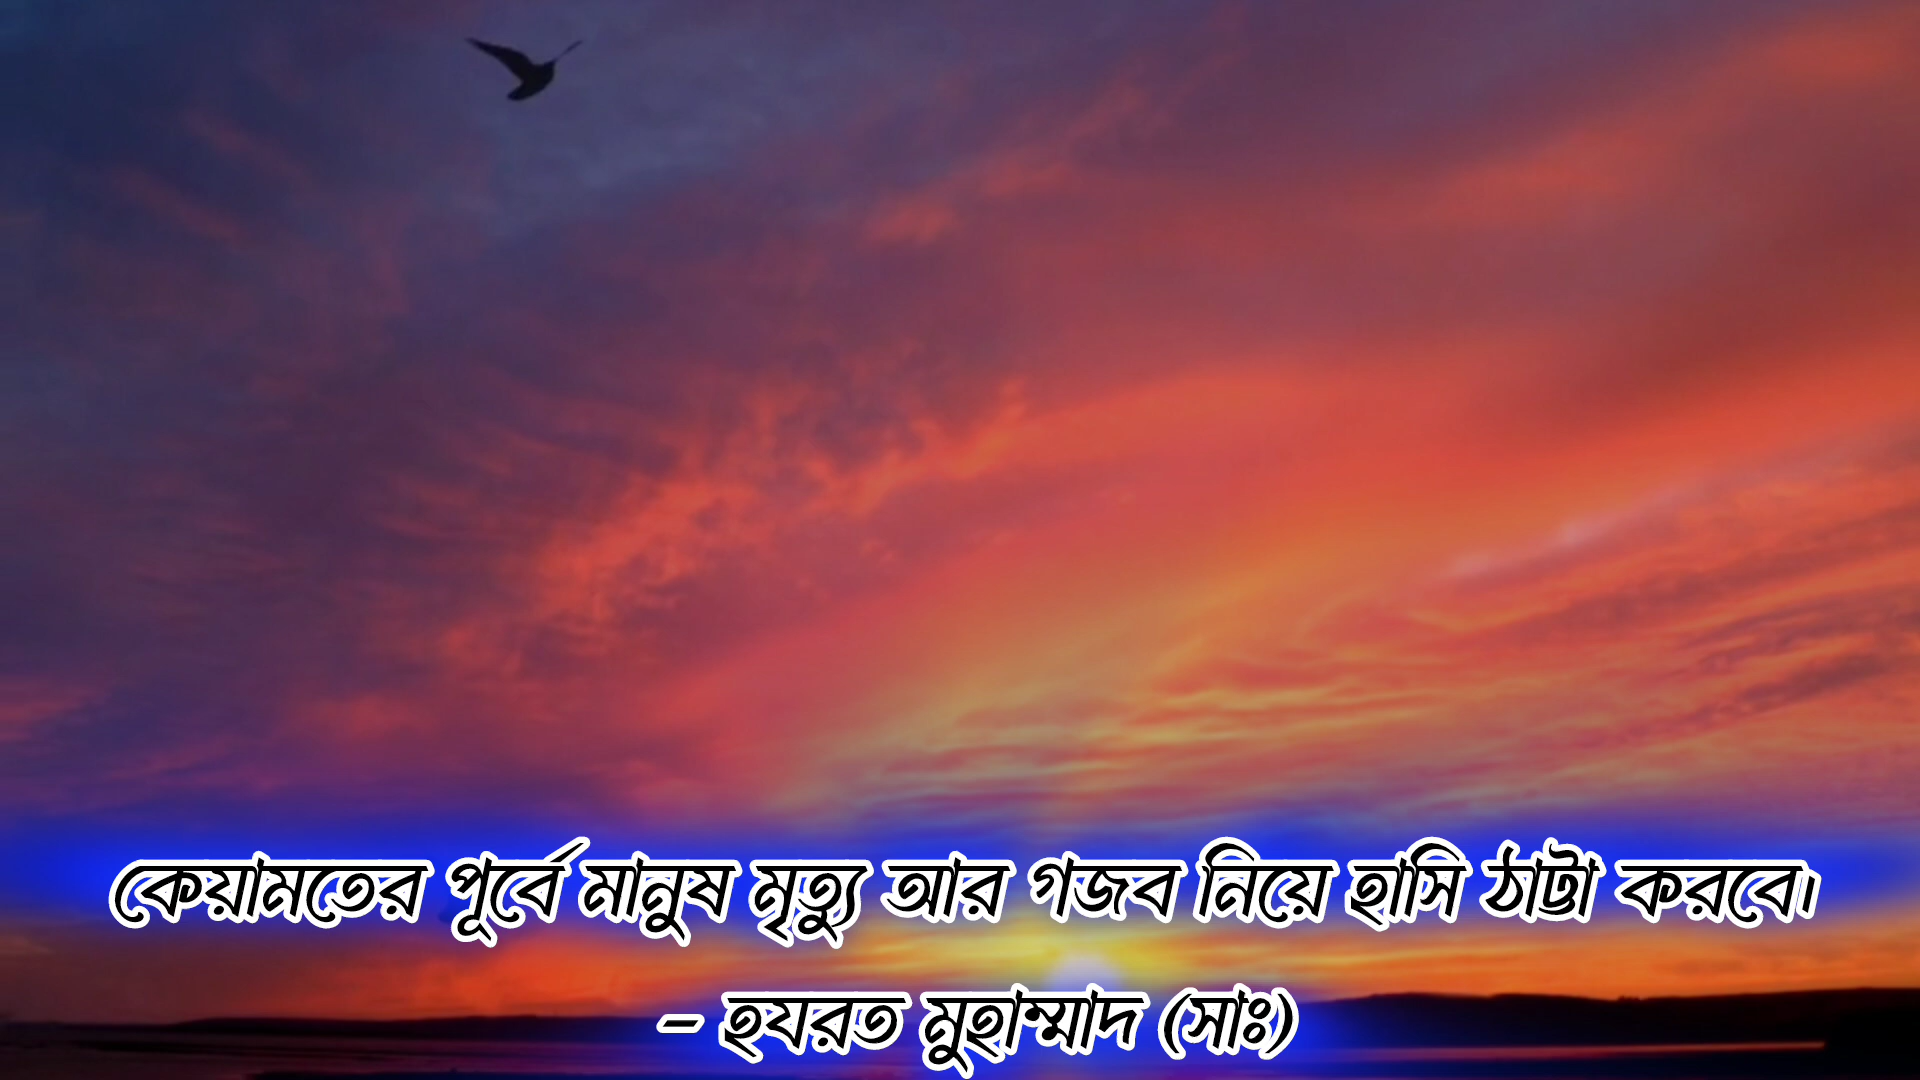 কেয়ামতের পূর্বে মানুষ মৃত্যু আর গজব নিয়ে হাসি ঠাট্টা করবে।
– হযরত মুহাম্মাদ (সাঃ)